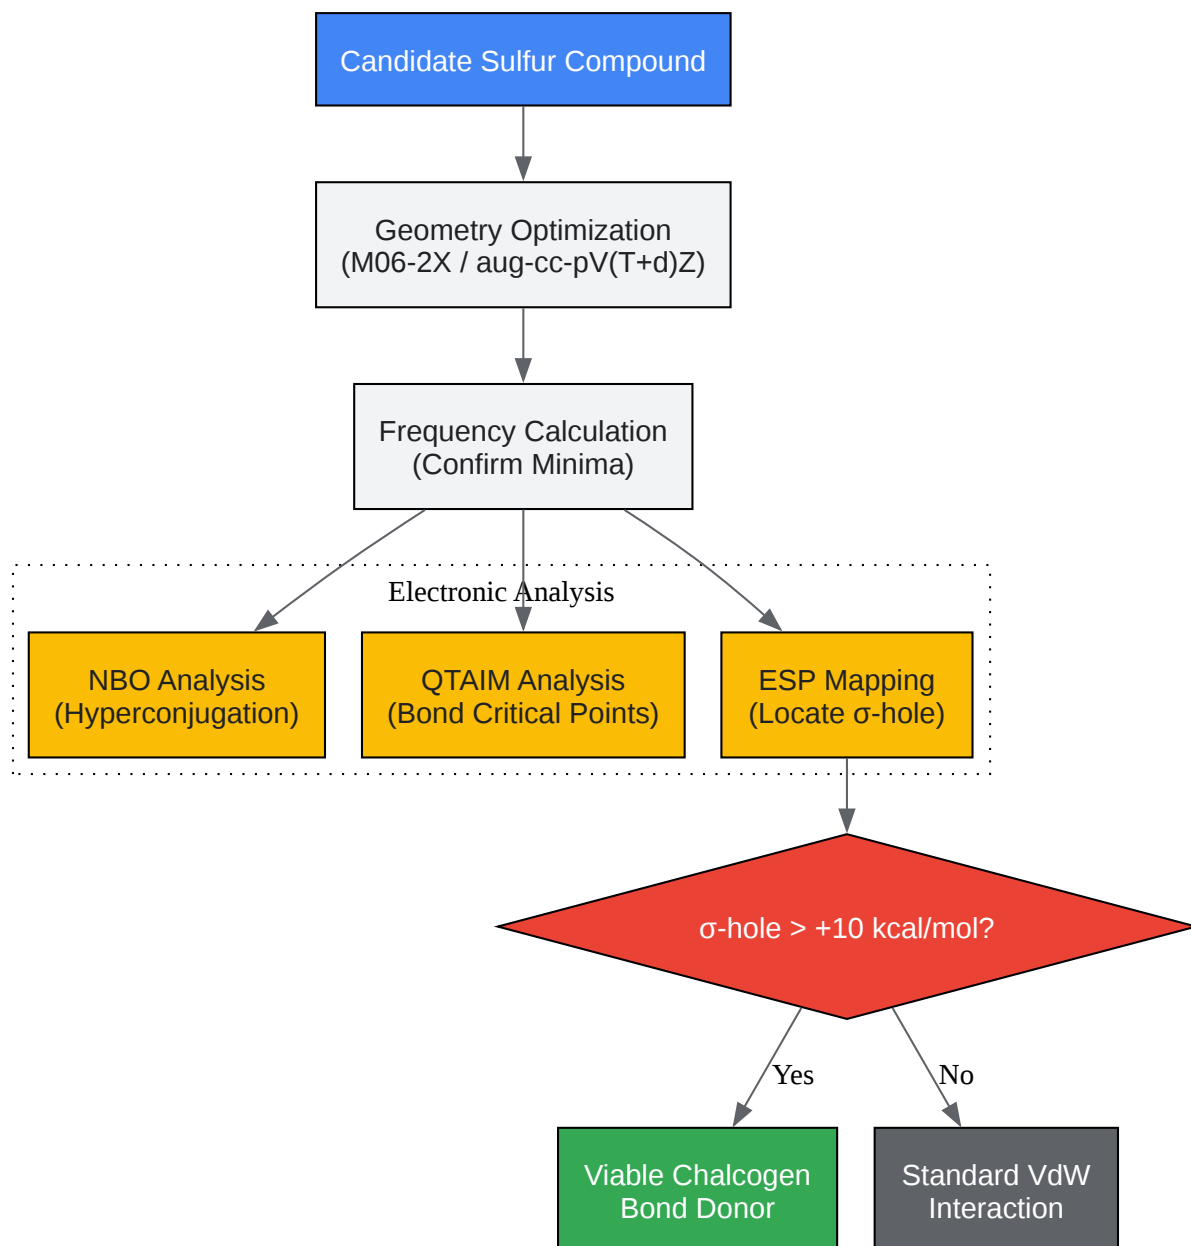 Candidate Sulfur Compound
Geometry Optimization
(M06-2X / aug-cc-pV(T+d)Z)
Frequency Calculation
(Confirm Minima)
Electronic Analysis
NBO Analysis
(Hyperconjugation)
QTAIM Analysis
(Bond Critical Points)
ESP Mapping
(Locate σ-hole)
σ-hole > +10 kcal/mol?
Yes
No
Viable Chalcogen
Bond Donor
Standard VdW
Interaction